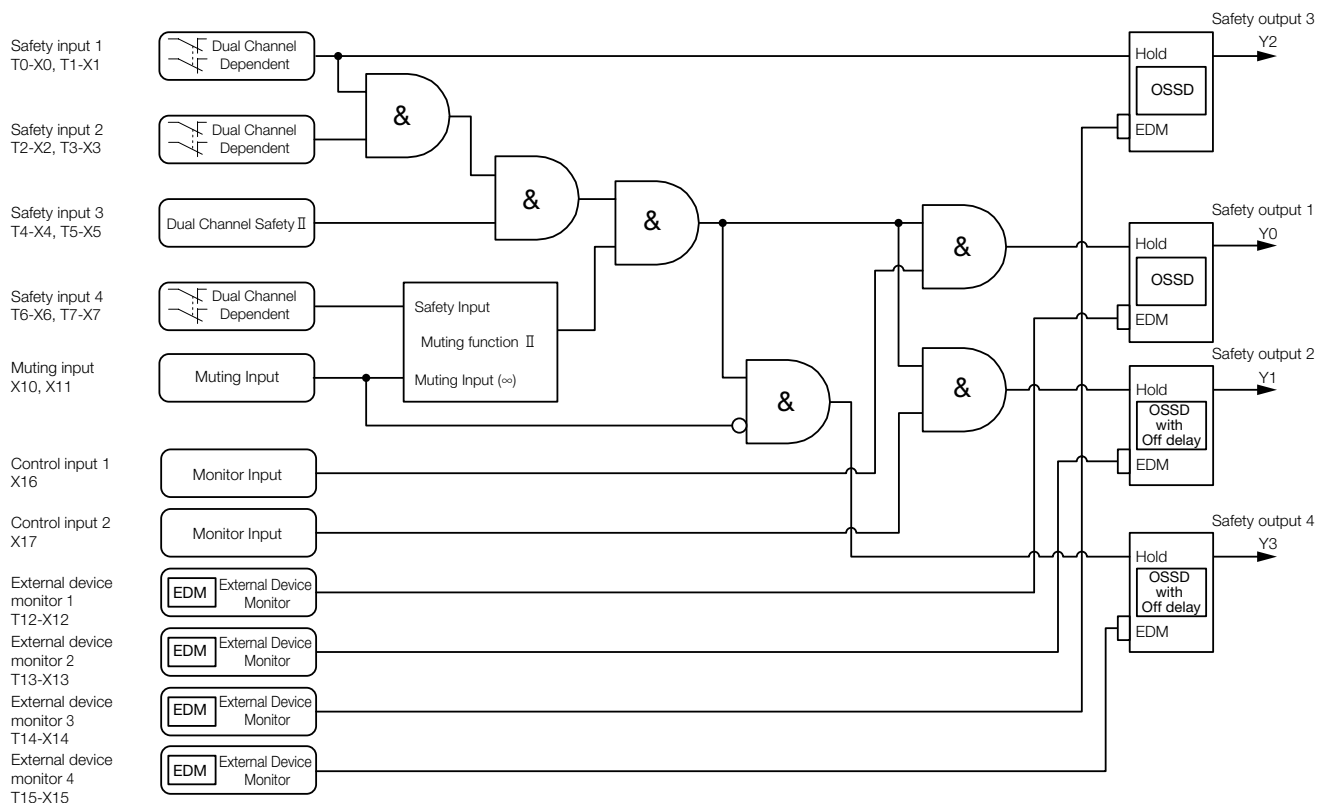 Safety input 1
T0-X0, T1-X1
Dual Channel
Dependent
Safety input 2
T2-X2, T3-X3
Dual Channel
Dependent
Safety input 3
T4-X4, T5-X5
Dual Channel Safety Ⅱ
Safety input 4
T6-X6, T7-X7
Dual Channel
Dependent
Muting input
X10, X11
Muting Input
Control input 1
X16
Monitor Input
Control input 2
X17
Monitor Input
External device
monitor 1
T12-X12
EDM
External Device
Monitor
External device
monitor 2
T13-X13
EDM
External Device
Monitor
External device
monitor 3
T14-X14
EDM
External Device
Monitor
External device
monitor 4
T15-X15
EDM
External Device
Monitor
&
&
&
Safety Input
Muting function Ⅱ
Muting Input (∞)
&
&
&
Safety output 3
Y2
Hold
OSSD
EDM
Safety output 1
Y0
Hold
OSSD
EDM
Safety output 2
Y1
Hold
OSSD
with
Off delay
EDM
Safety output 4
Y3
Hold
OSSD
with
Off delay
EDM